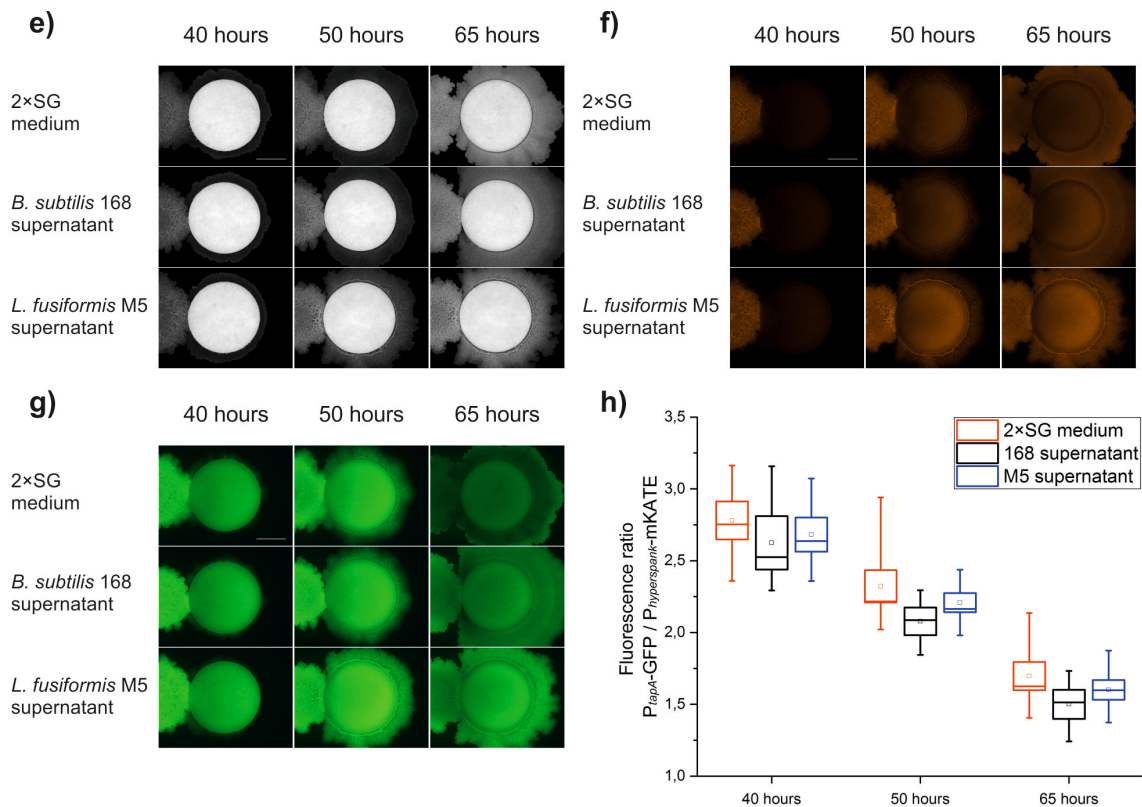 e)
40 hours 50 hours 65 hours
2×SG
medium
B. subtilis 168
supernatant
L. fusiformis M5
supernatant
f)
40 hours 50 hours 65 hours
2×SG
medium
B. subtilis 168
supernatant
L. fusiformis M5
supernatant
g)
40 hours 50 hours 65 hours
2×SG
medium
B. subtilis 168
supernatant
L. fusiformis M5
supernatant
h)
Fluorescence ratio
PtapA-GFP / Physperspank-mKATE
3,5
3,0
2,5
2,0
1,5
1,0
2×SG medium
168 supernatant
M5 supernatant
40 hours 50 hours 65 hours